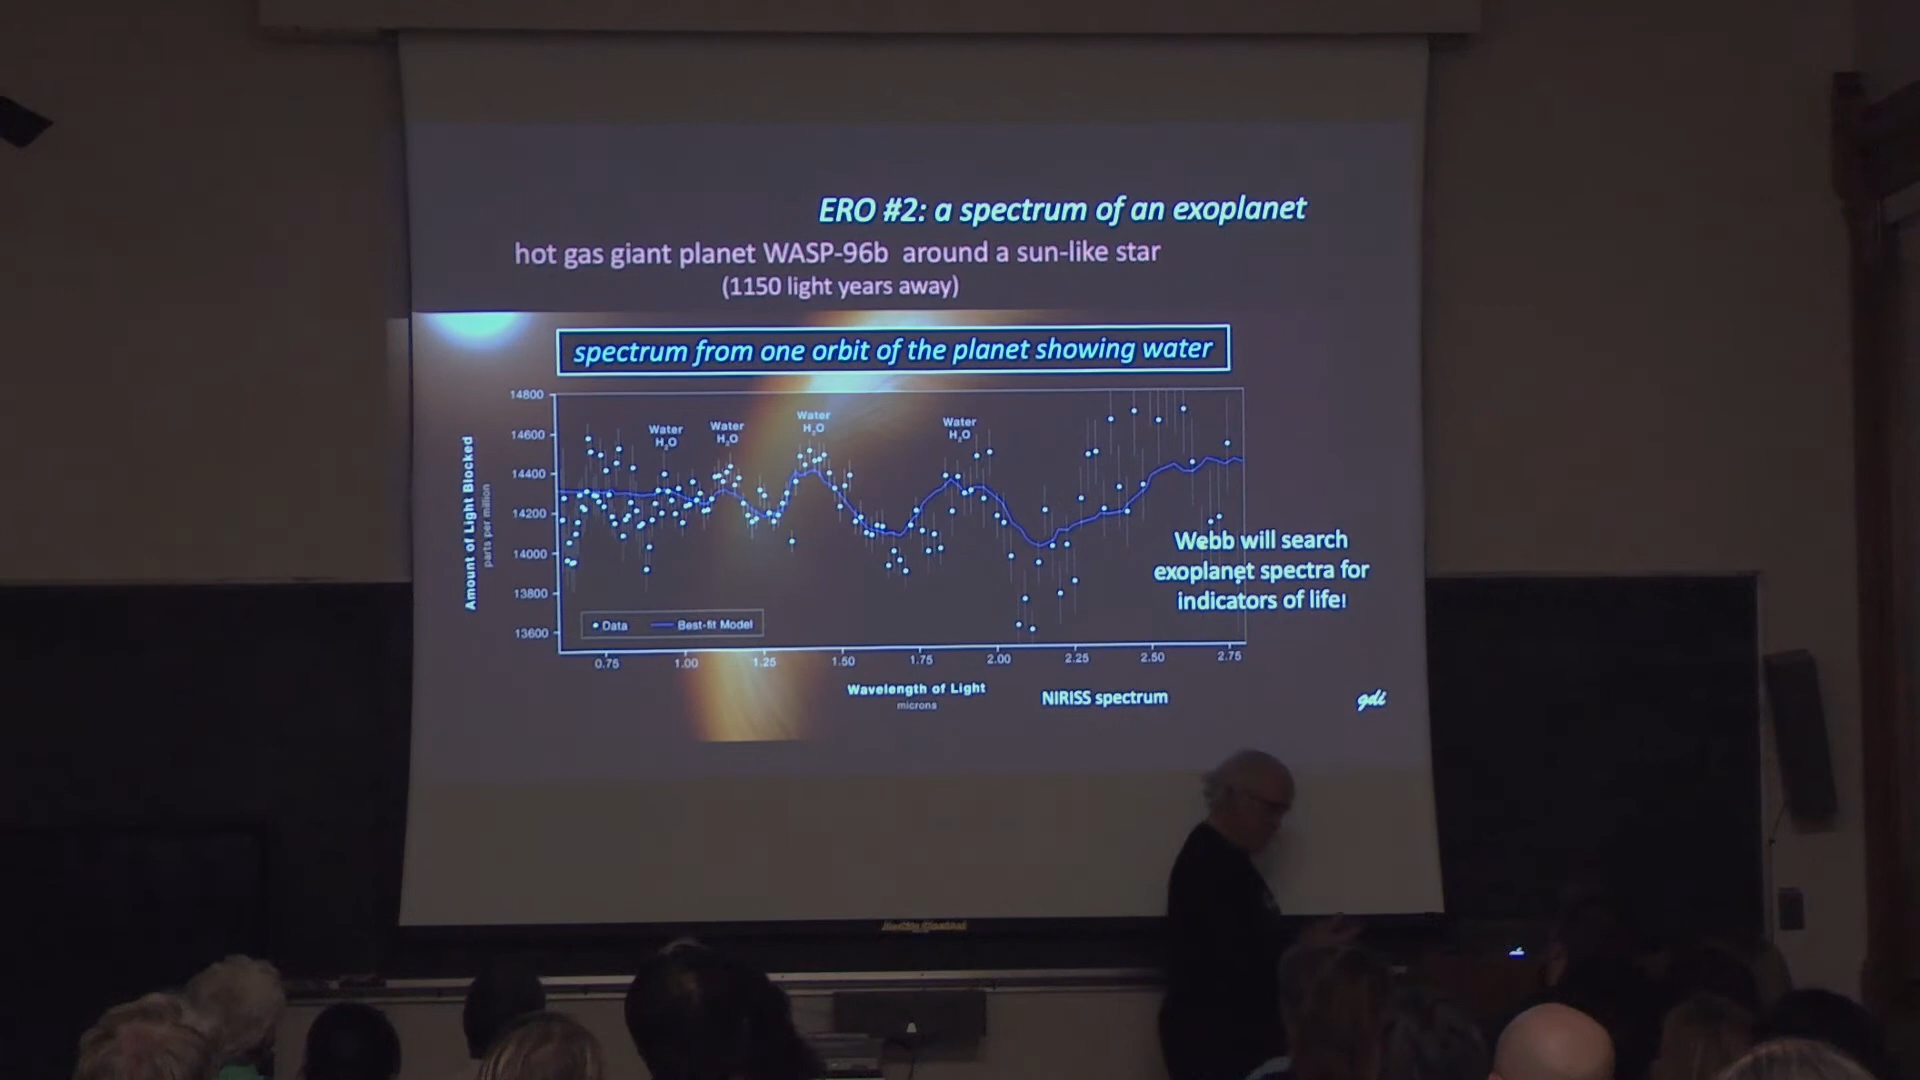 ERO #2: a spectrum of an exoplanet
hot gas giant planet WASP-96b around a sun-like star
(1150 light years away)
spectrum from one orbit of the planet showing water
14800
14600
14400
14200
14000
13800
13600
Amount of Light Blocked
parts per million
Water
H2O
Water
H2O
Water
H2O
Water
H2O
Webb will search
exoplanet spectra for
indicators of life!
Data
Best-fit Model
0.75 1.00 1.25 1.50 1.75 2.00 2.25 2.50 2.75
Wavelength of Light
microns
NIRISS spectrum
gdi